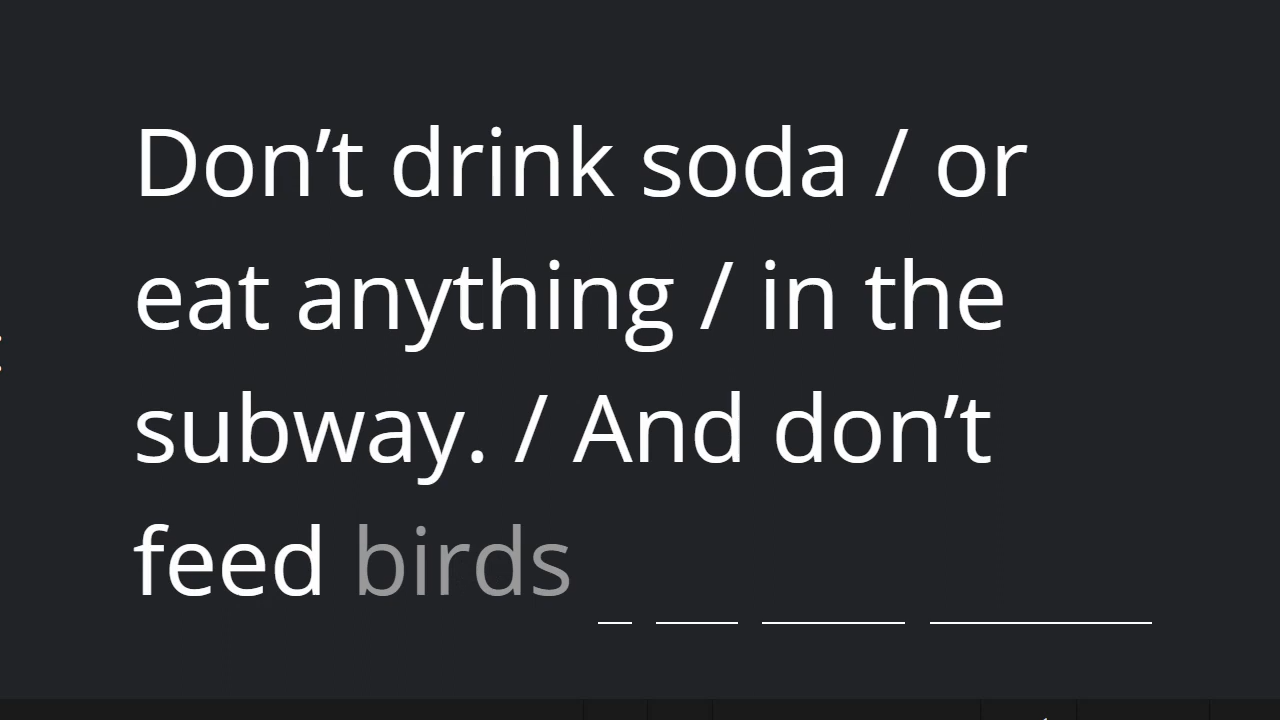 Don’t drink soda / or
eat anything / in the
subway. / And don’t
feed birds